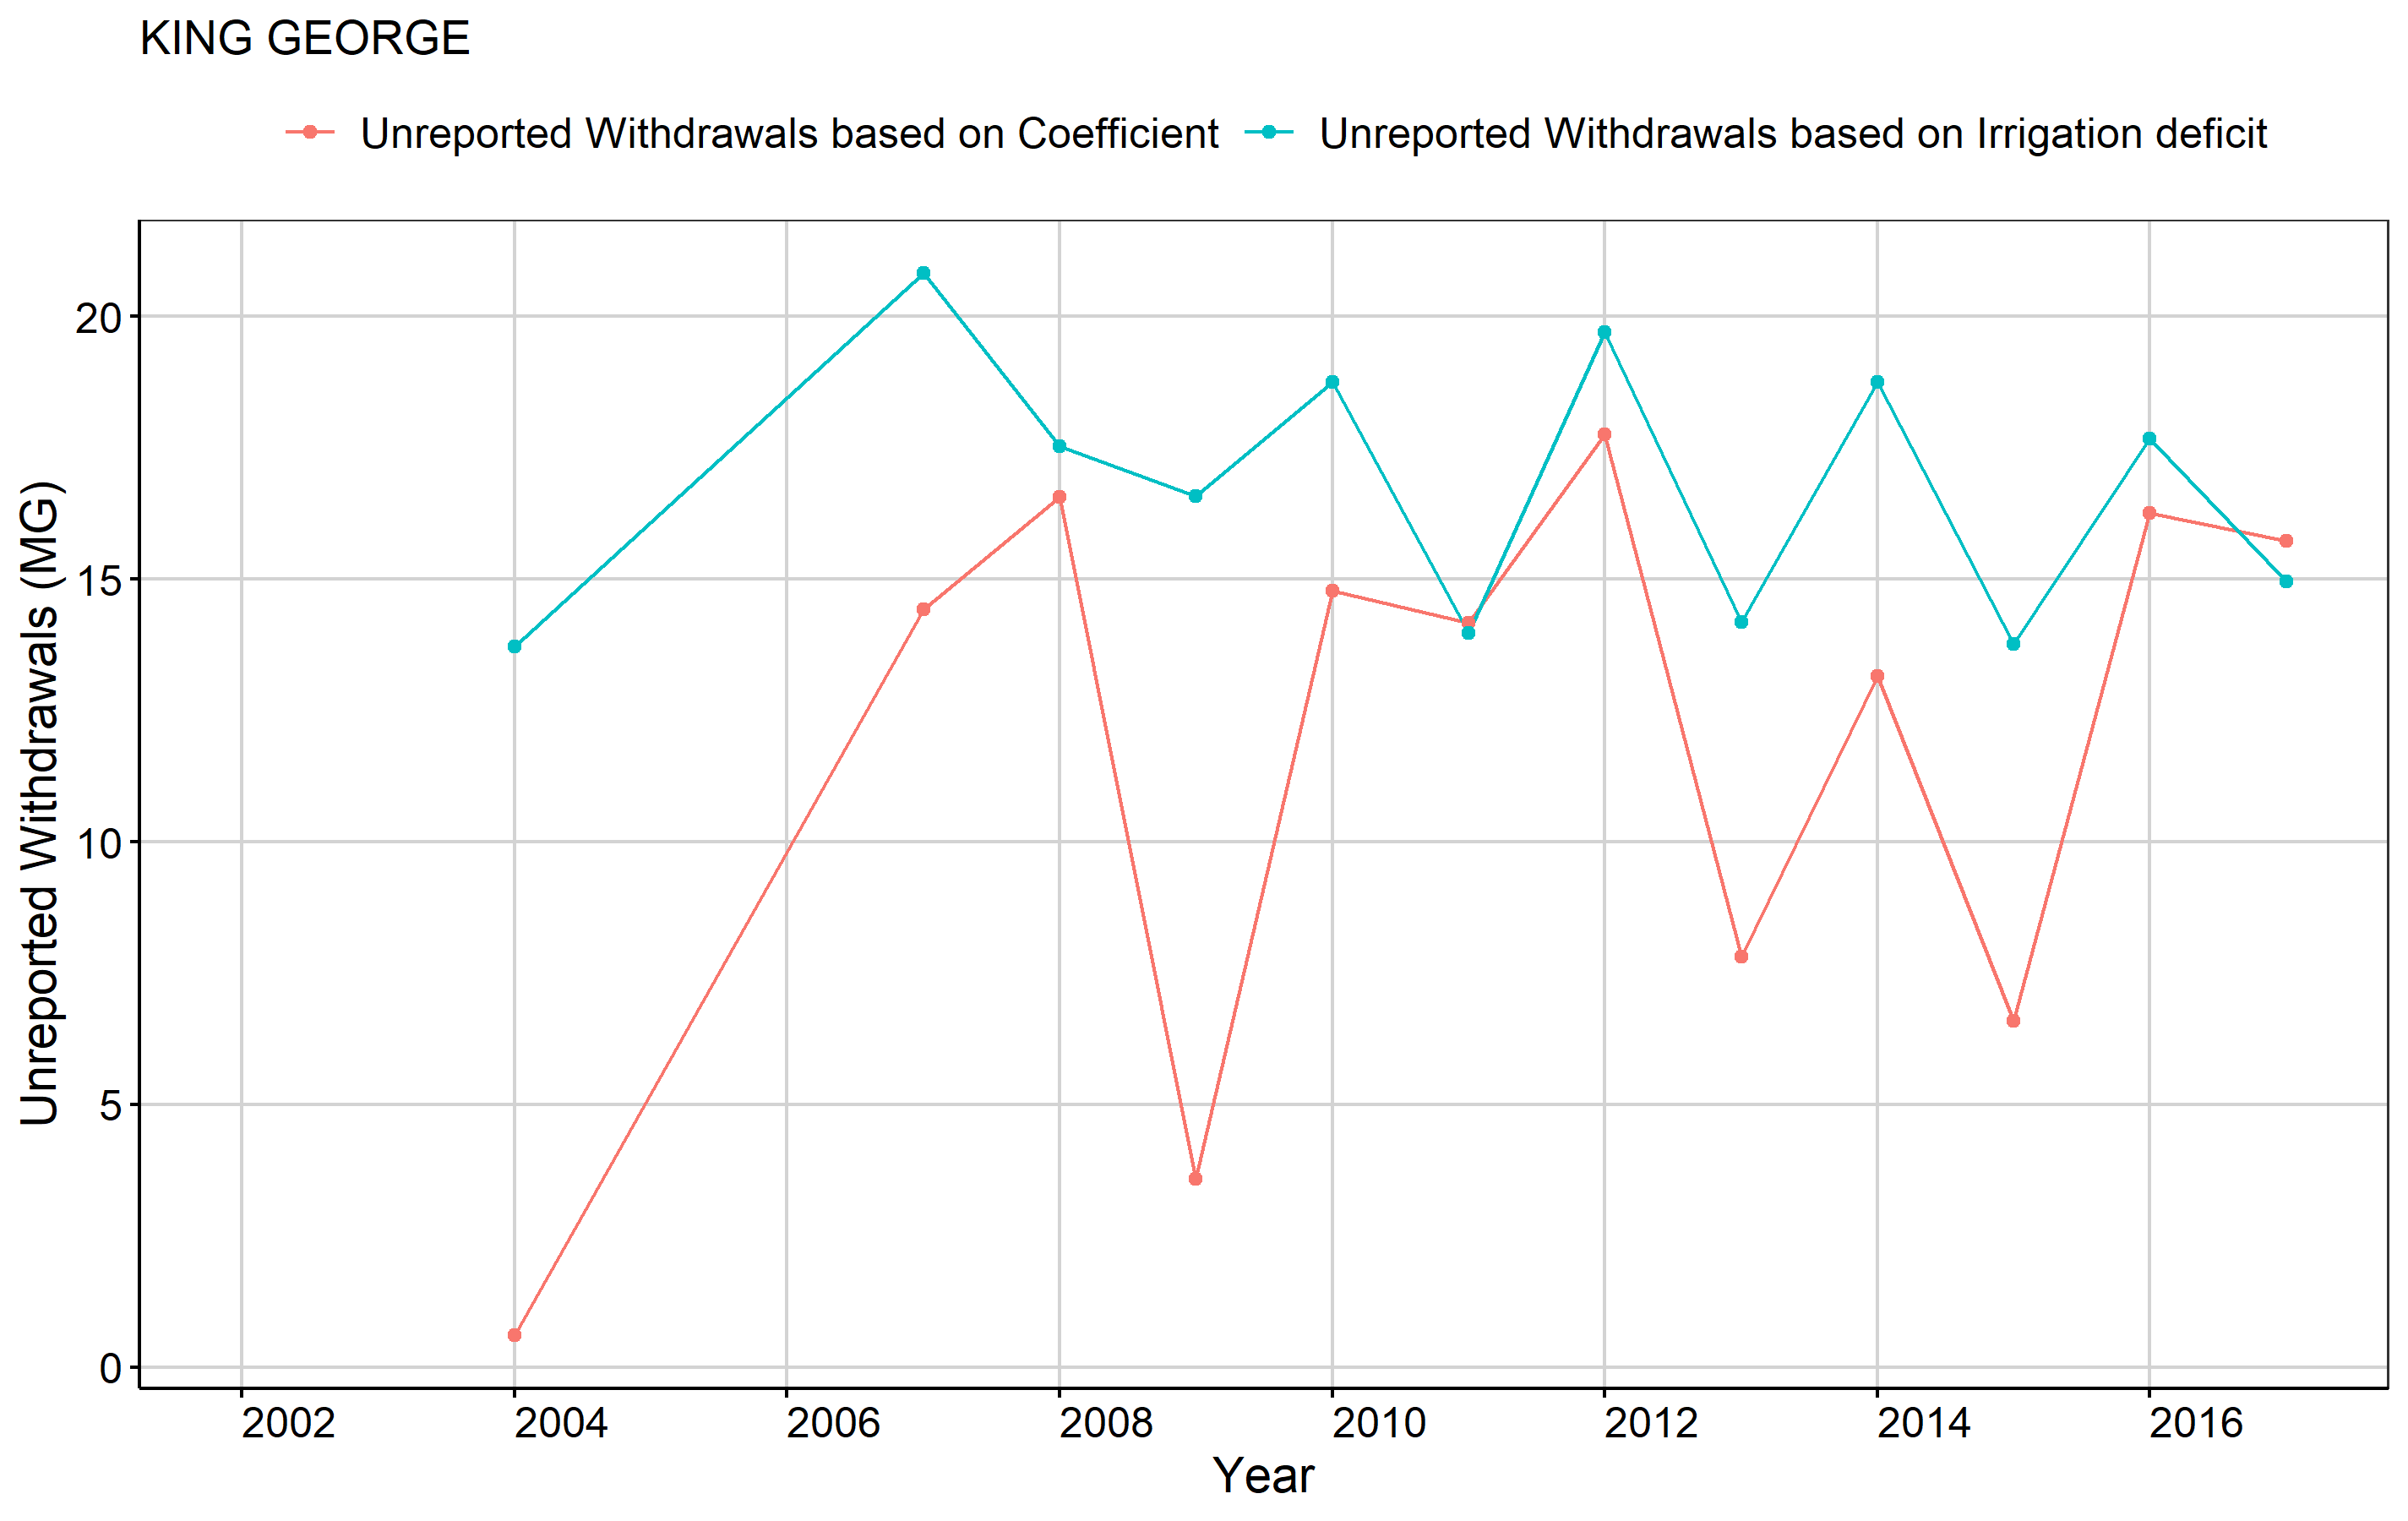 KING GEORGE
Unreported Withdrawals based on Coefficient Unreported Withdrawals based on Irrigation deficit
Unreported Withdrawals (MG)
20
15
10
5
0
2002 2004 2006 2008 2010 2012 2014 2016
Year